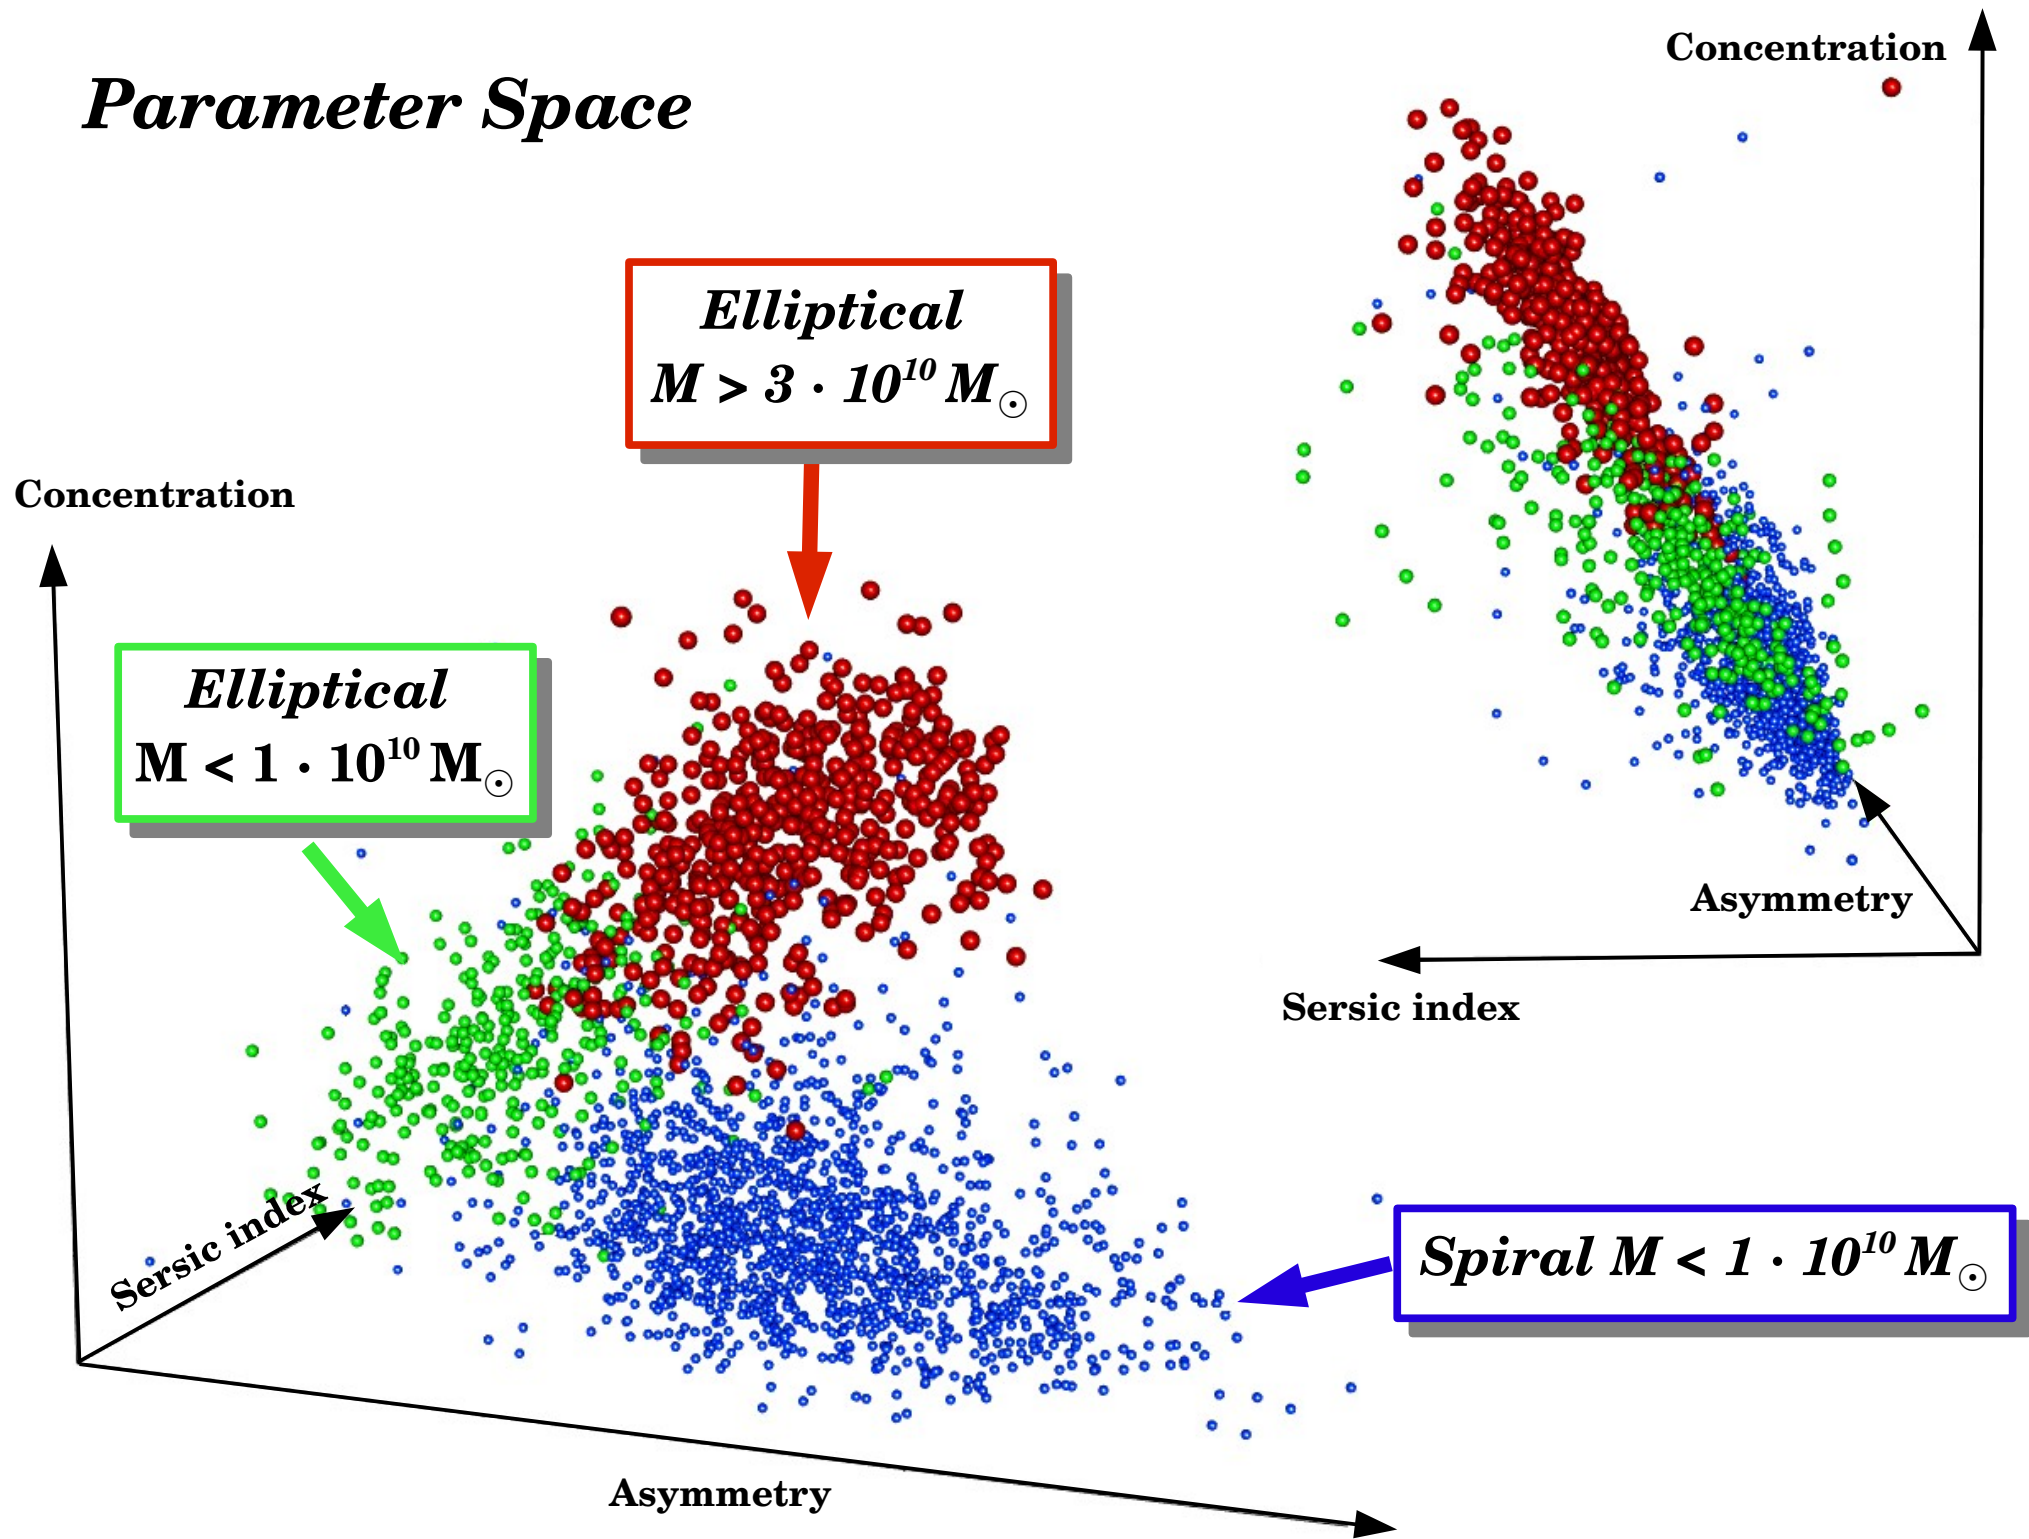 Parameter Space
Concentration
Elliptical
M > 3 · 10¹⁰ M☉
Concentration
Elliptical
M < 1 · 10¹⁰ M☉
Asymmetry
Sersic index
Sersic index
Spiral M < 1 · 10¹⁰ M☉
Asymmetry